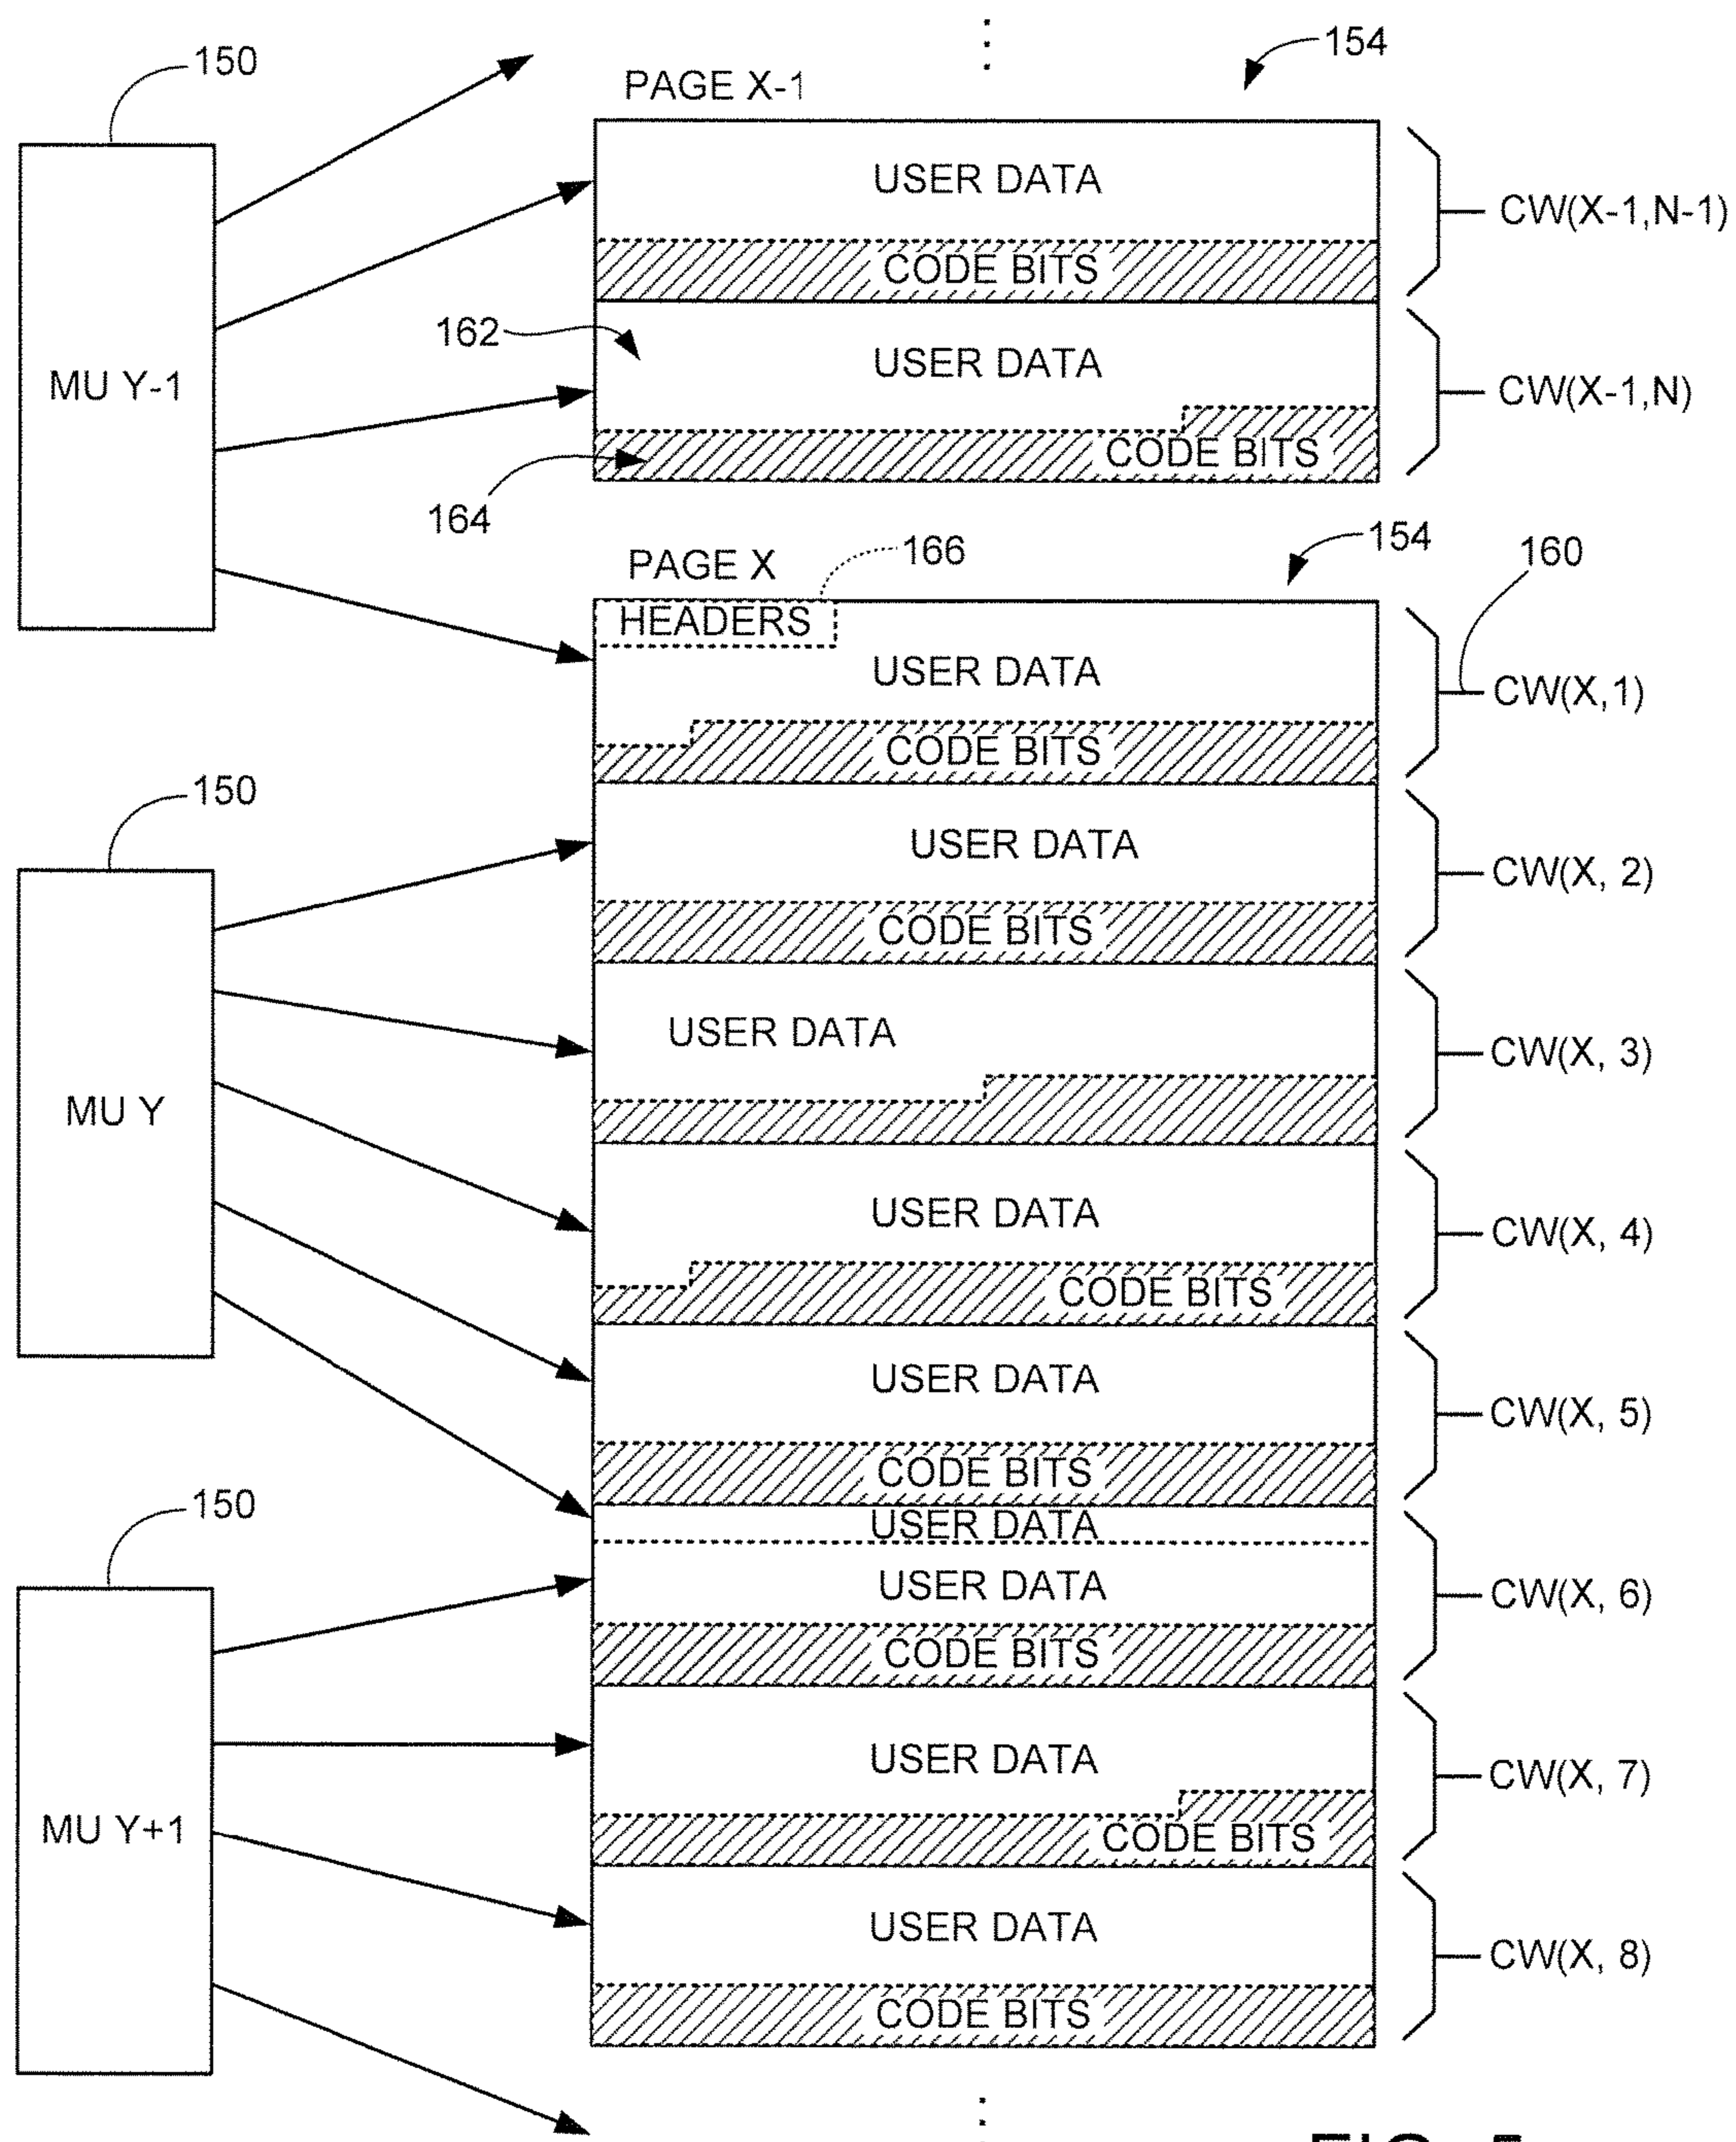 150
PAGE X-1
154
USER DATA
CW(X-1,N-1)
CODE BITS
MU Y-1
162
USER DATA
CW(X-1,N)
CODE BITS
164
PAGE X
166
154
160
HEADERS
USER DATA
CW(X,1)
CODE BITS
150
USER DATA
CW(X, 2)
CODE BITS
MU Y
USER DATA
CW(X, 3)
USER DATA
CW(X, 4)
CODE BITS
USER DATA
CW(X, 5)
CODE BITS
150
USER DATA
USER DATA
CW(X, 6)
CODE BITS
MU Y+1
USER DATA
CW(X, 7)
CODE BITS
USER DATA
CW(X, 8)
CODE BITS